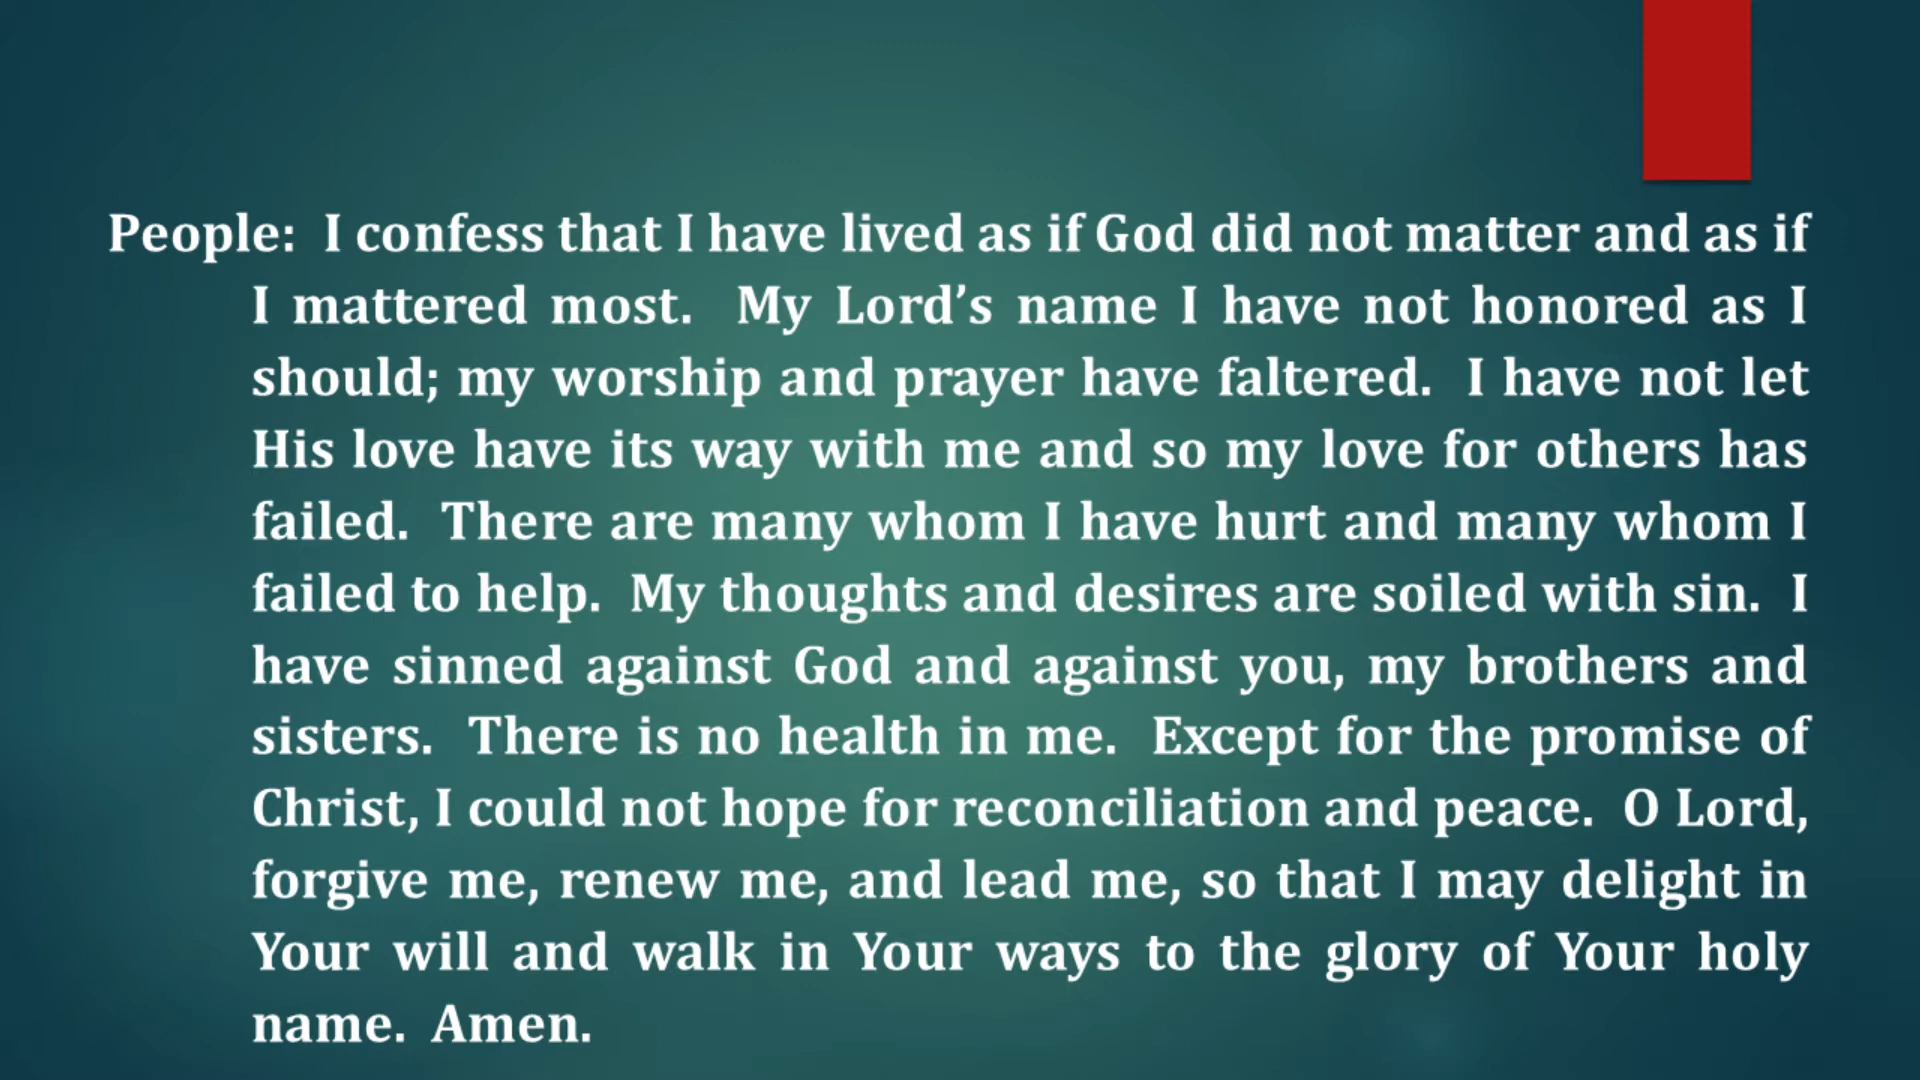 People:  I confess that I have lived as if God did not matter and as if
I mattered most.  My Lord’s name I have not honored as I
should; my worship and prayer have faltered.  I have not let
His love have its way with me and so my love for others has
failed.  There are many whom I have hurt and many whom I
failed to help.  My thoughts and desires are soiled with sin.  I
have sinned against God and against you, my brothers and
sisters.  There is no health in me.  Except for the promise of
Christ, I could not hope for reconciliation and peace.  O Lord,
forgive me, renew me, and lead me, so that I may delight in
Your will and walk in Your ways to the glory of Your holy
name.  Amen.